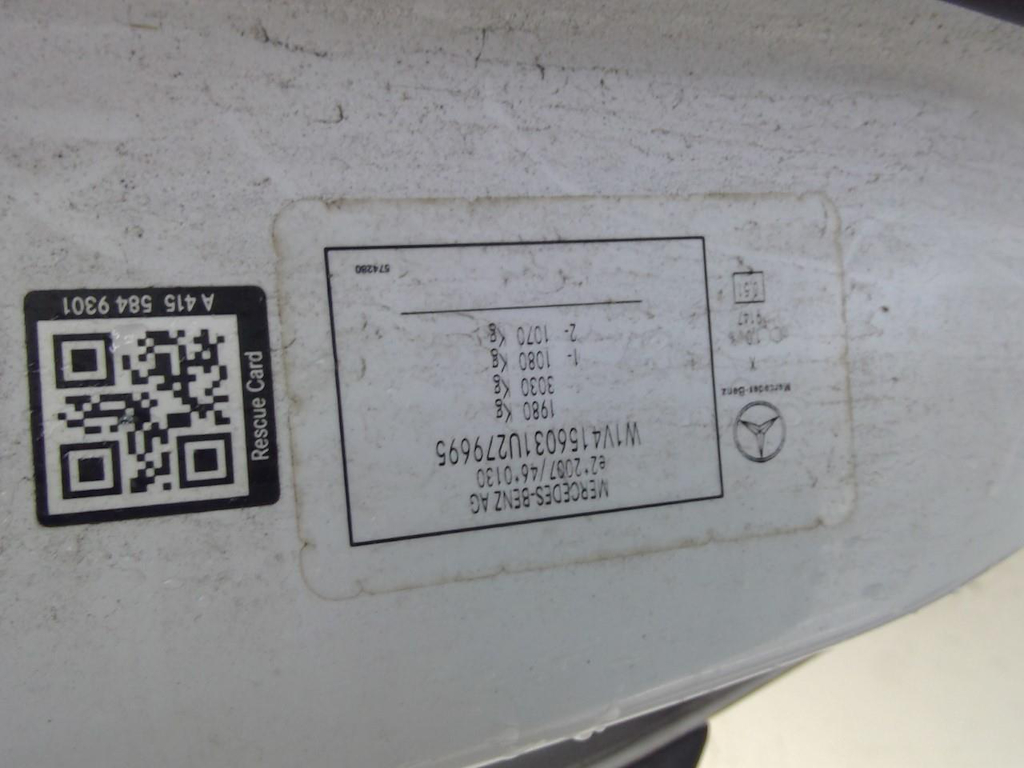 MERCEDES-BENZ AG
e2*2007/46*0130
W1V4156031U279695
1980 Kg
3030 Kg
1- 1080 Kg
2- 1070 Kg
574280
Mercedes-Benz
X
9147
Rescue Card
A 415 584 9301